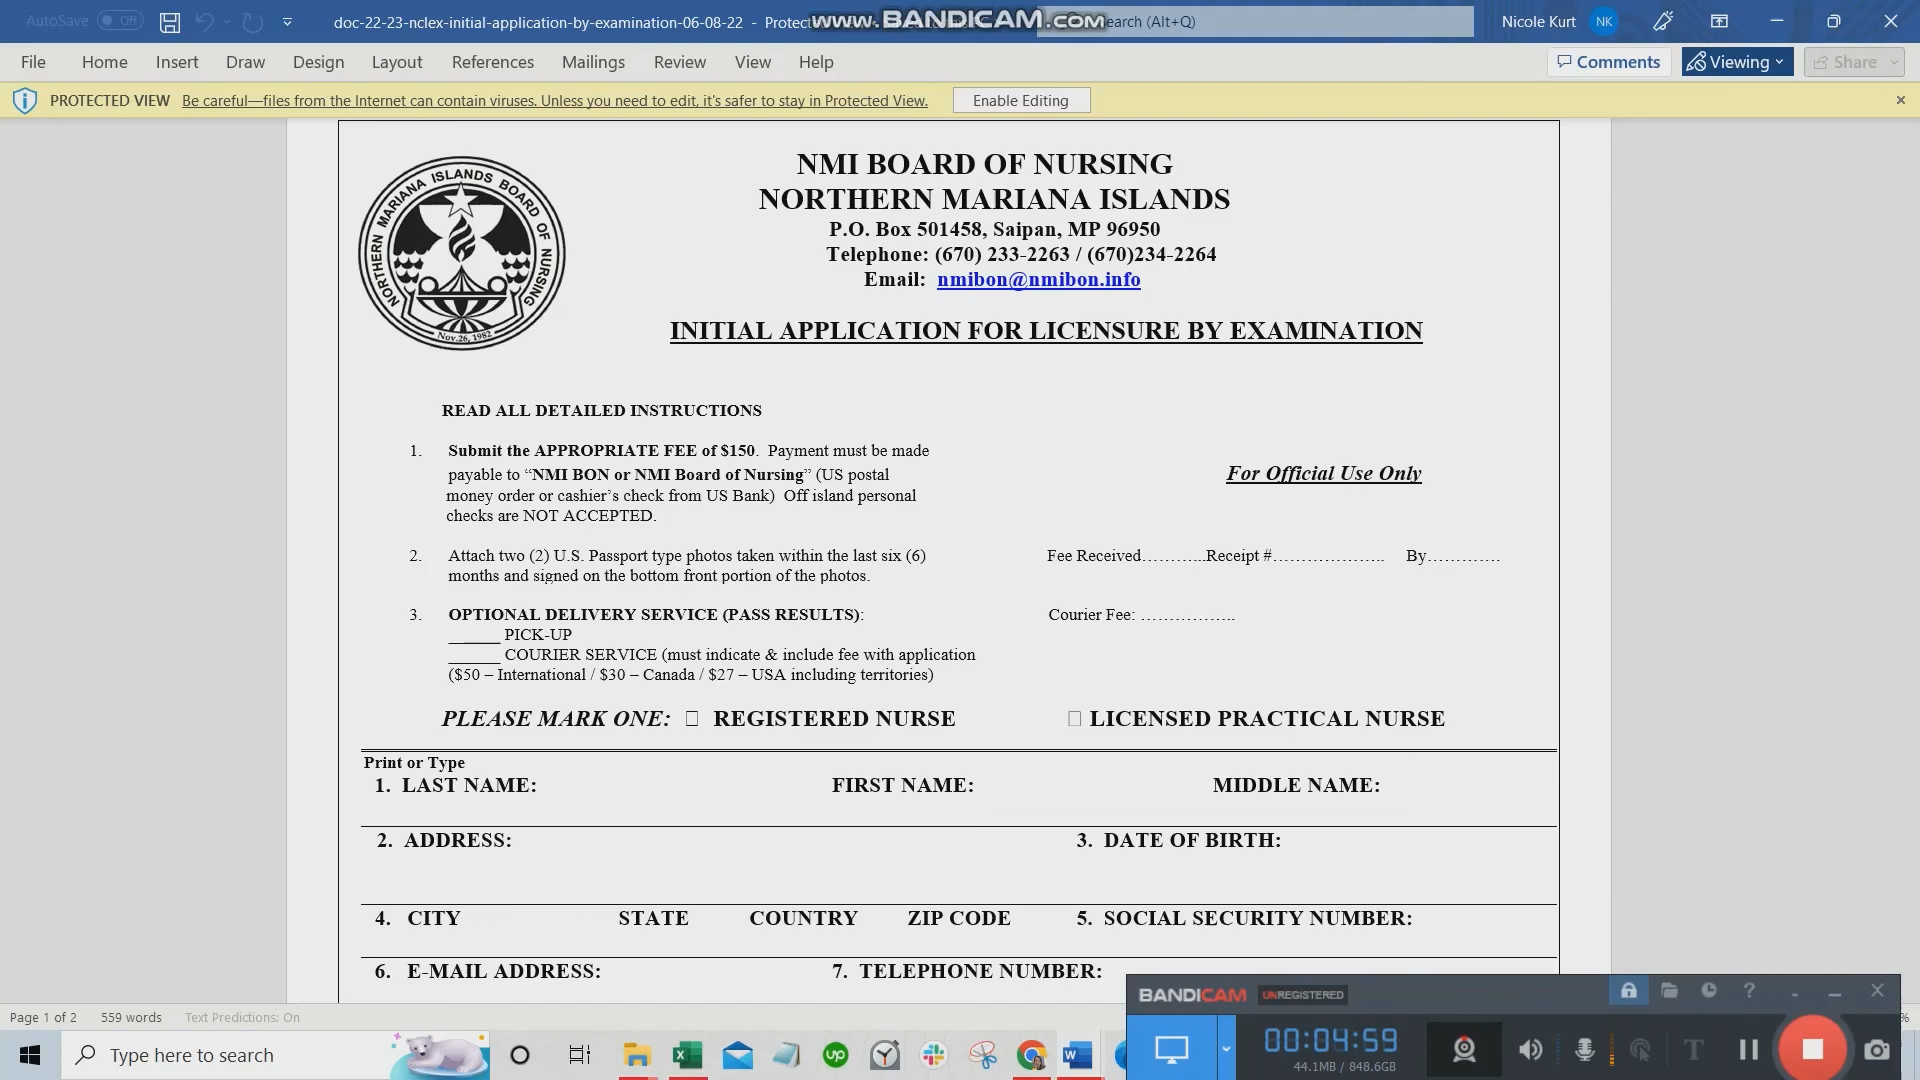 AutoSave Off doc-22-23-nclex-initial-application-by-examination-06-08-22 - Protec
www.BANDICAM.com
earch (Alt+Q)
Nicole Kurt NK
File Home Insert Draw Design Layout References Mailings Review View Help Comments Viewing Share
PROTECTED VIEW Be careful—files from the Internet can contain viruses. Unless you need to edit, it's safer to stay in Protected View. Enable Editing
NORTHERN MARIANA ISLANDS BOARD OF NURSING
Nov.26, 1982
NMI BOARD OF NURSING
NORTHERN MARIANA ISLANDS
P.O. Box 501458, Saipan, MP 96950
Telephone: (670) 233-2263 / (670)234-2264
Email: nmibon@nmibon.info
INITIAL APPLICATION FOR LICENSURE BY EXAMINATION
READ ALL DETAILED INSTRUCTIONS
1. Submit the APPROPRIATE FEE of $150. Payment must be made
payable to “NMI BON or NMI Board of Nursing” (US postal
money order or cashier’s check from US Bank) Off island personal
checks are NOT ACCEPTED.
For Official Use Only
2. Attach two (2) U.S. Passport type photos taken within the last six (6)
months and signed on the bottom front portion of the photos.
Fee Received………...Receipt #……………….. By………….
3. OPTIONAL DELIVERY SERVICE (PASS RESULTS):
______ PICK-UP
______ COURIER SERVICE (must indicate & include fee with application
($50 – International / $30 – Canada / $27 – USA including territories)
Courier Fee: ……………..
PLEASE MARK ONE: ☐ REGISTERED NURSE ☐ LICENSED PRACTICAL NURSE
Print or Type
1. LAST NAME: FIRST NAME: MIDDLE NAME:
2. ADDRESS: 3. DATE OF BIRTH:
4. CITY STATE COUNTRY ZIP CODE 5. SOCIAL SECURITY NUMBER:
6. E-MAIL ADDRESS: 7. TELEPHONE NUMBER:
Page 1 of 2 559 words Text Predictions: On
%
Type here to search
up
BANDICAM UNREGISTERED
00:04:59
44.1MB / 848.6GB